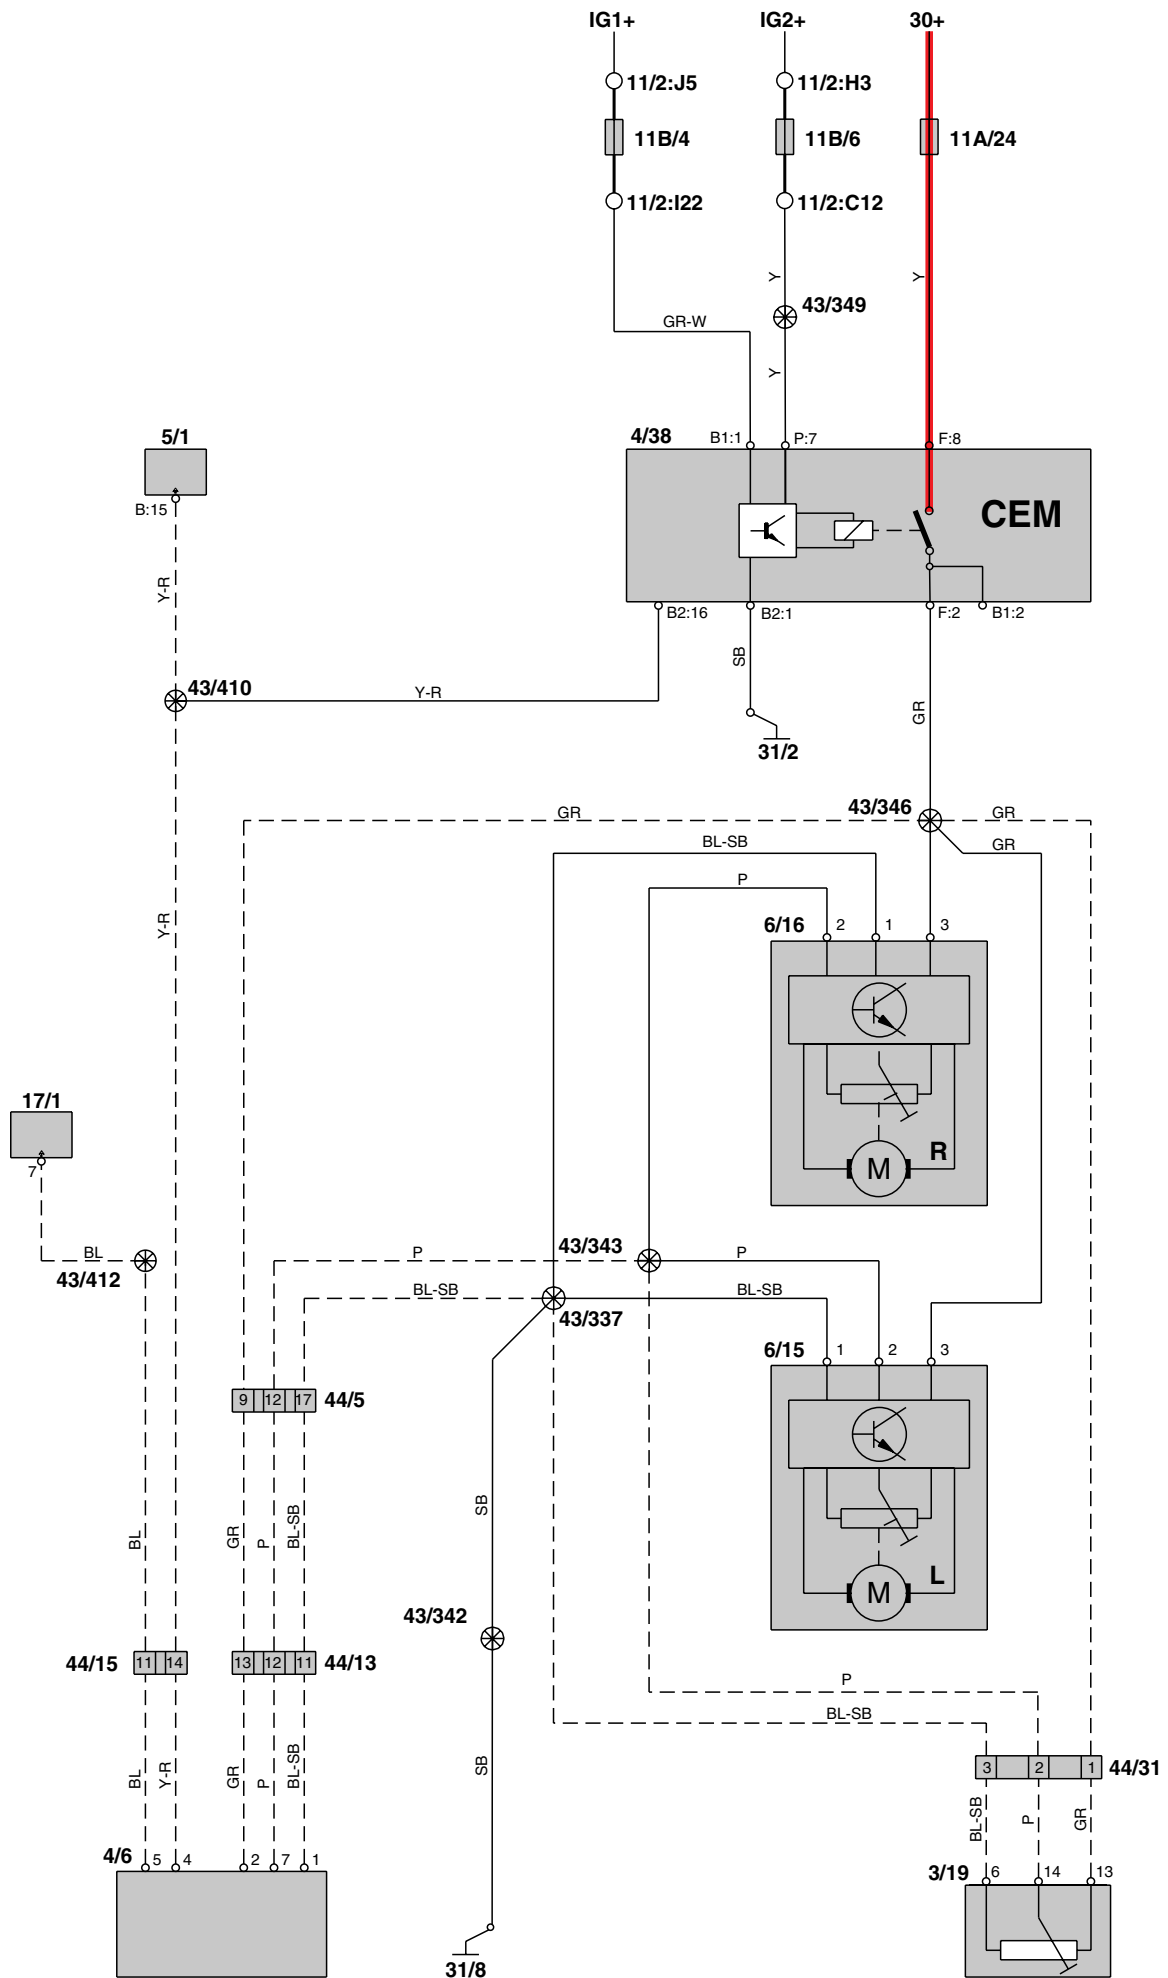 IG1+ IG2+ 30+
11/2:J5 11/2:H3
11B/4 11B/6 11A/24
11/2:I22 11/2:C12
Y Y
43/349
GR-W
Y
5/1 4/38 B1:1 P:7 F:8
B:15 CEM
Y-R
B2:16 B2:1 F:2 B1:2
SB
43/410 Y-R
GR
31/2
43/346
GR GR
BL-SB GR
P
Y-R
6/16 2 1 3
17/1
7
R
M
BL P 43/343 P
43/412
BL-SB BL-SB
43/337
6/15 1 2 3
9 12 17 44/5
SB
BL GR P BL-SB
L
M
43/342
44/15 11 14 13 12 11 44/13
P
BL-SB
SB
BL Y-R GR P BL-SB
3 2 1 44/31
BL-SB P GR
4/6 5 4 2 7 1
3/19 6 14 13
31/8